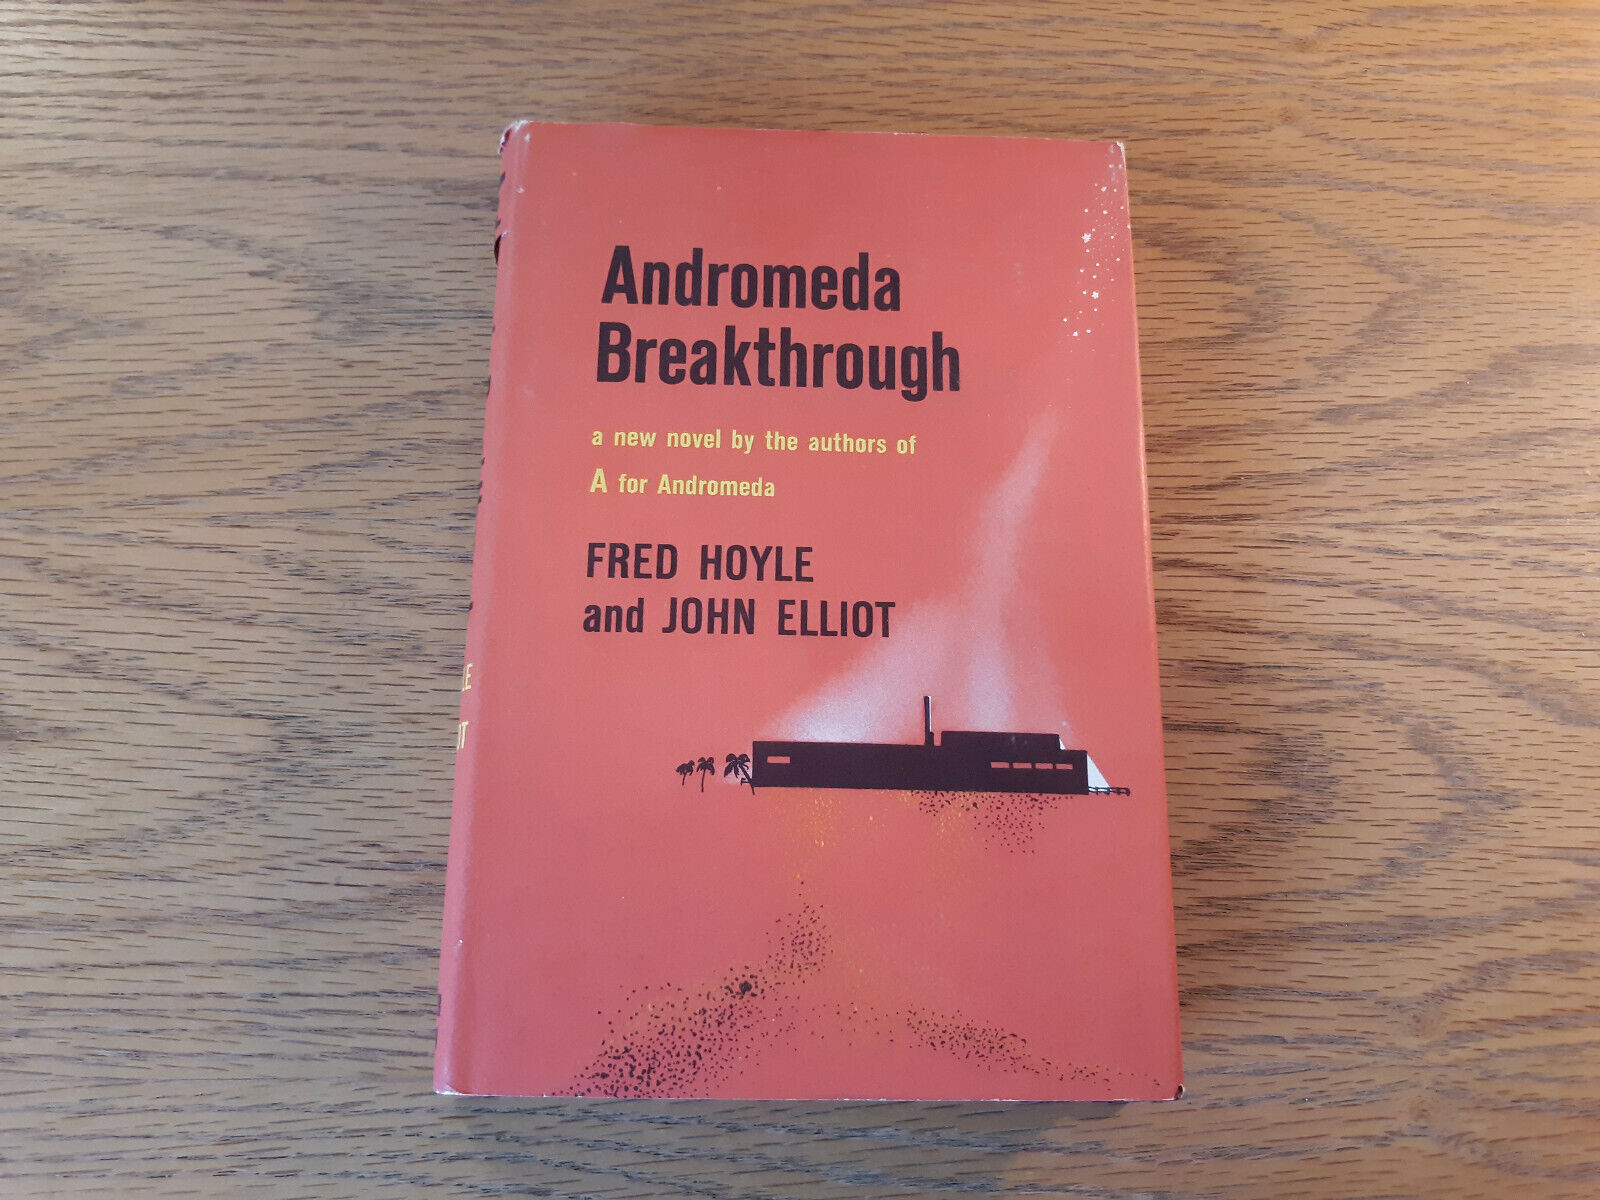 Andromeda
Breakthrough
a new novel by the authors of
A for Andromeda
FRED HOYLE
and JOHN ELLIOT